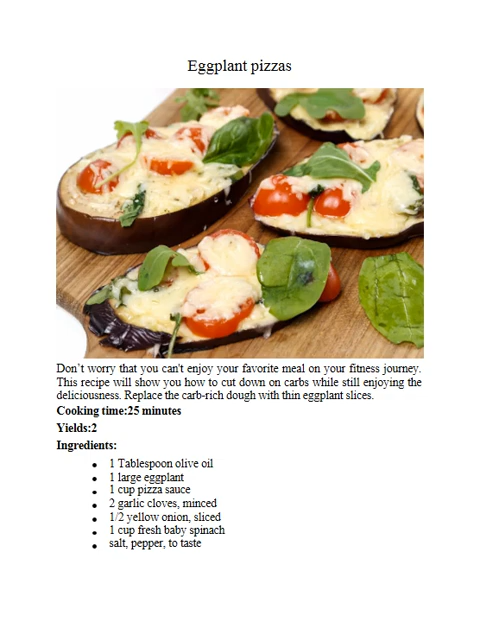 Eggplant pizzas
Don’t worry that you can't enjoy your favorite meal on your fitness journey.
This recipe will show you how to cut down on carbs while still enjoying the
deliciousness. Replace the carb-rich dough with thin eggplant slices.
Cooking time:25 minutes
Yields:2
Ingredients:
● 1 Tablespoon olive oil
● 1 large eggplant
● 1 cup pizza sauce
● 2 garlic cloves, minced
● 1/2 yellow onion, sliced
● 1 cup fresh baby spinach
● salt, pepper, to taste